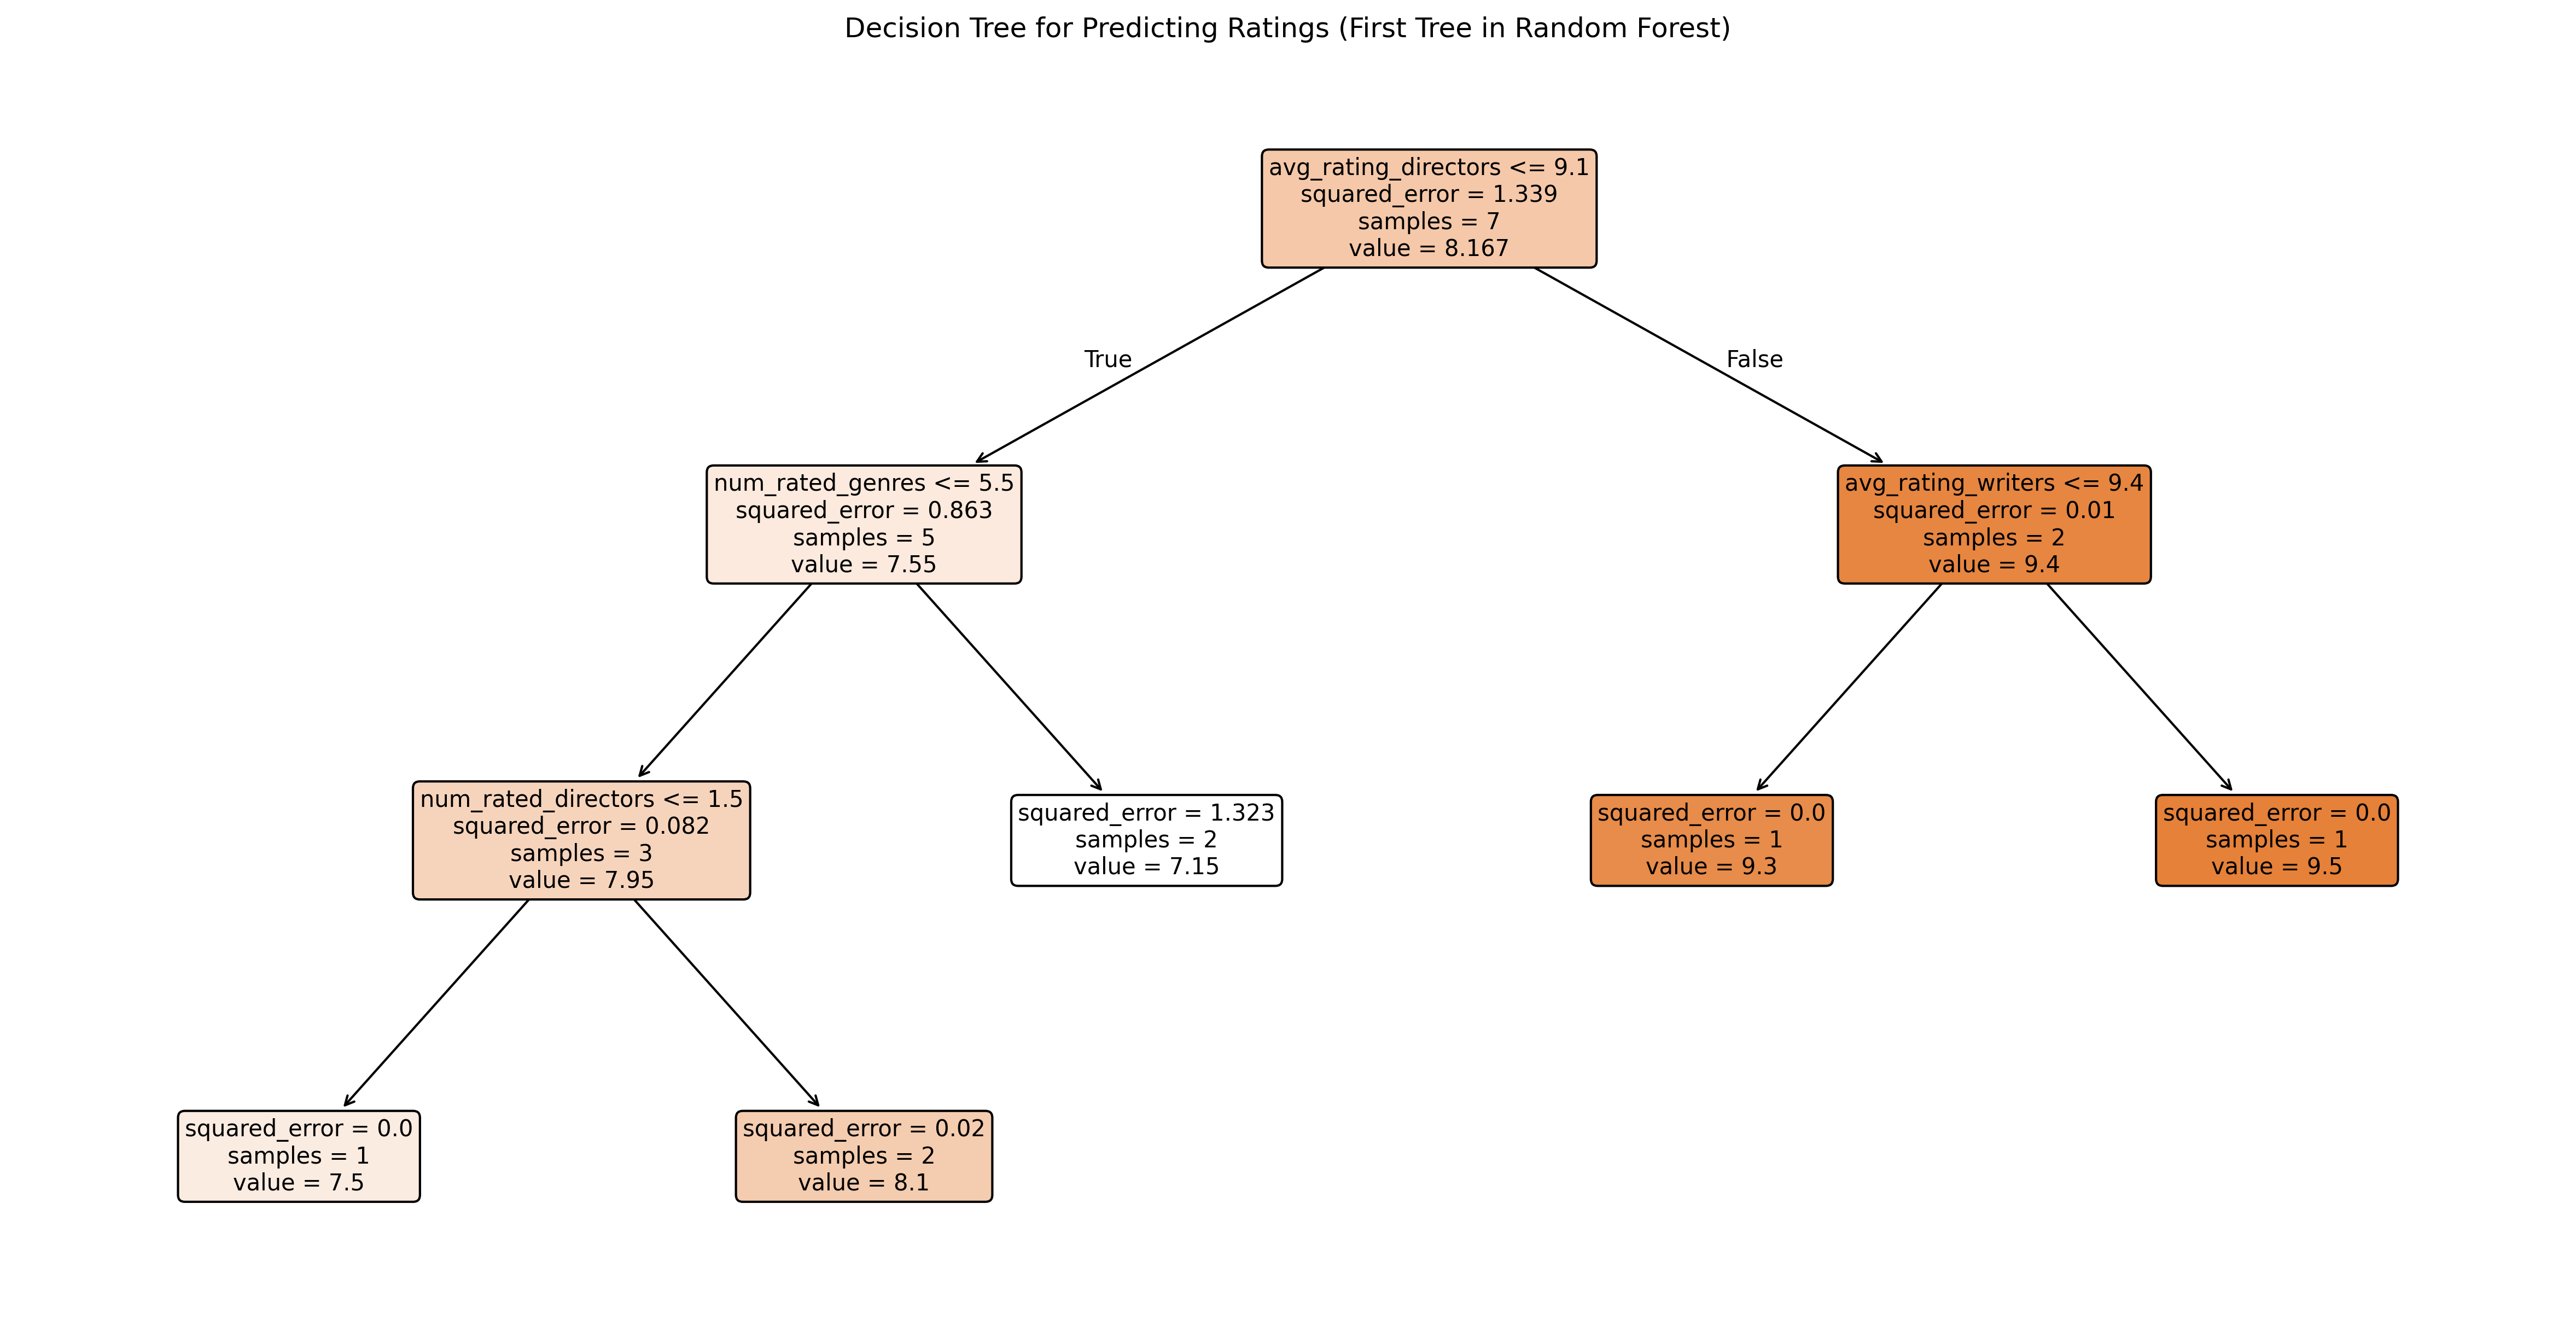 Decision Tree for Predicting Ratings (First Tree in Random Forest)
avg_rating_directors <= 9.1
squared_error = 1.339
samples = 7
value = 8.167
True
False
num_rated_genres <= 5.5
squared_error = 0.863
samples = 5
value = 7.55
avg_rating_writers <= 9.4
squared_error = 0.01
samples = 2
value = 9.4
num_rated_directors <= 1.5
squared_error = 0.082
samples = 3
value = 7.95
squared_error = 1.323
samples = 2
value = 7.15
squared_error = 0.0
samples = 1
value = 9.3
squared_error = 0.0
samples = 1
value = 9.5
squared_error = 0.0
samples = 1
value = 7.5
squared_error = 0.02
samples = 2
value = 8.1